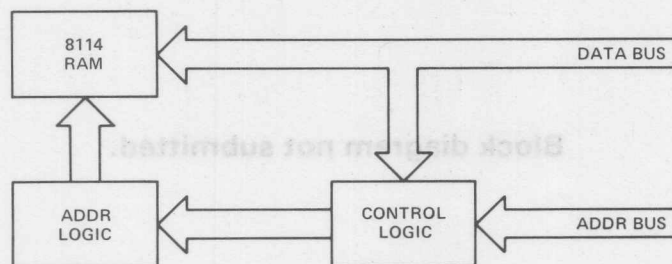 8114
RAM
DATA BUS
Block diagram not submitted.
ADDR
LOGIC
CONTROL
LOGIC
ADDR BUS